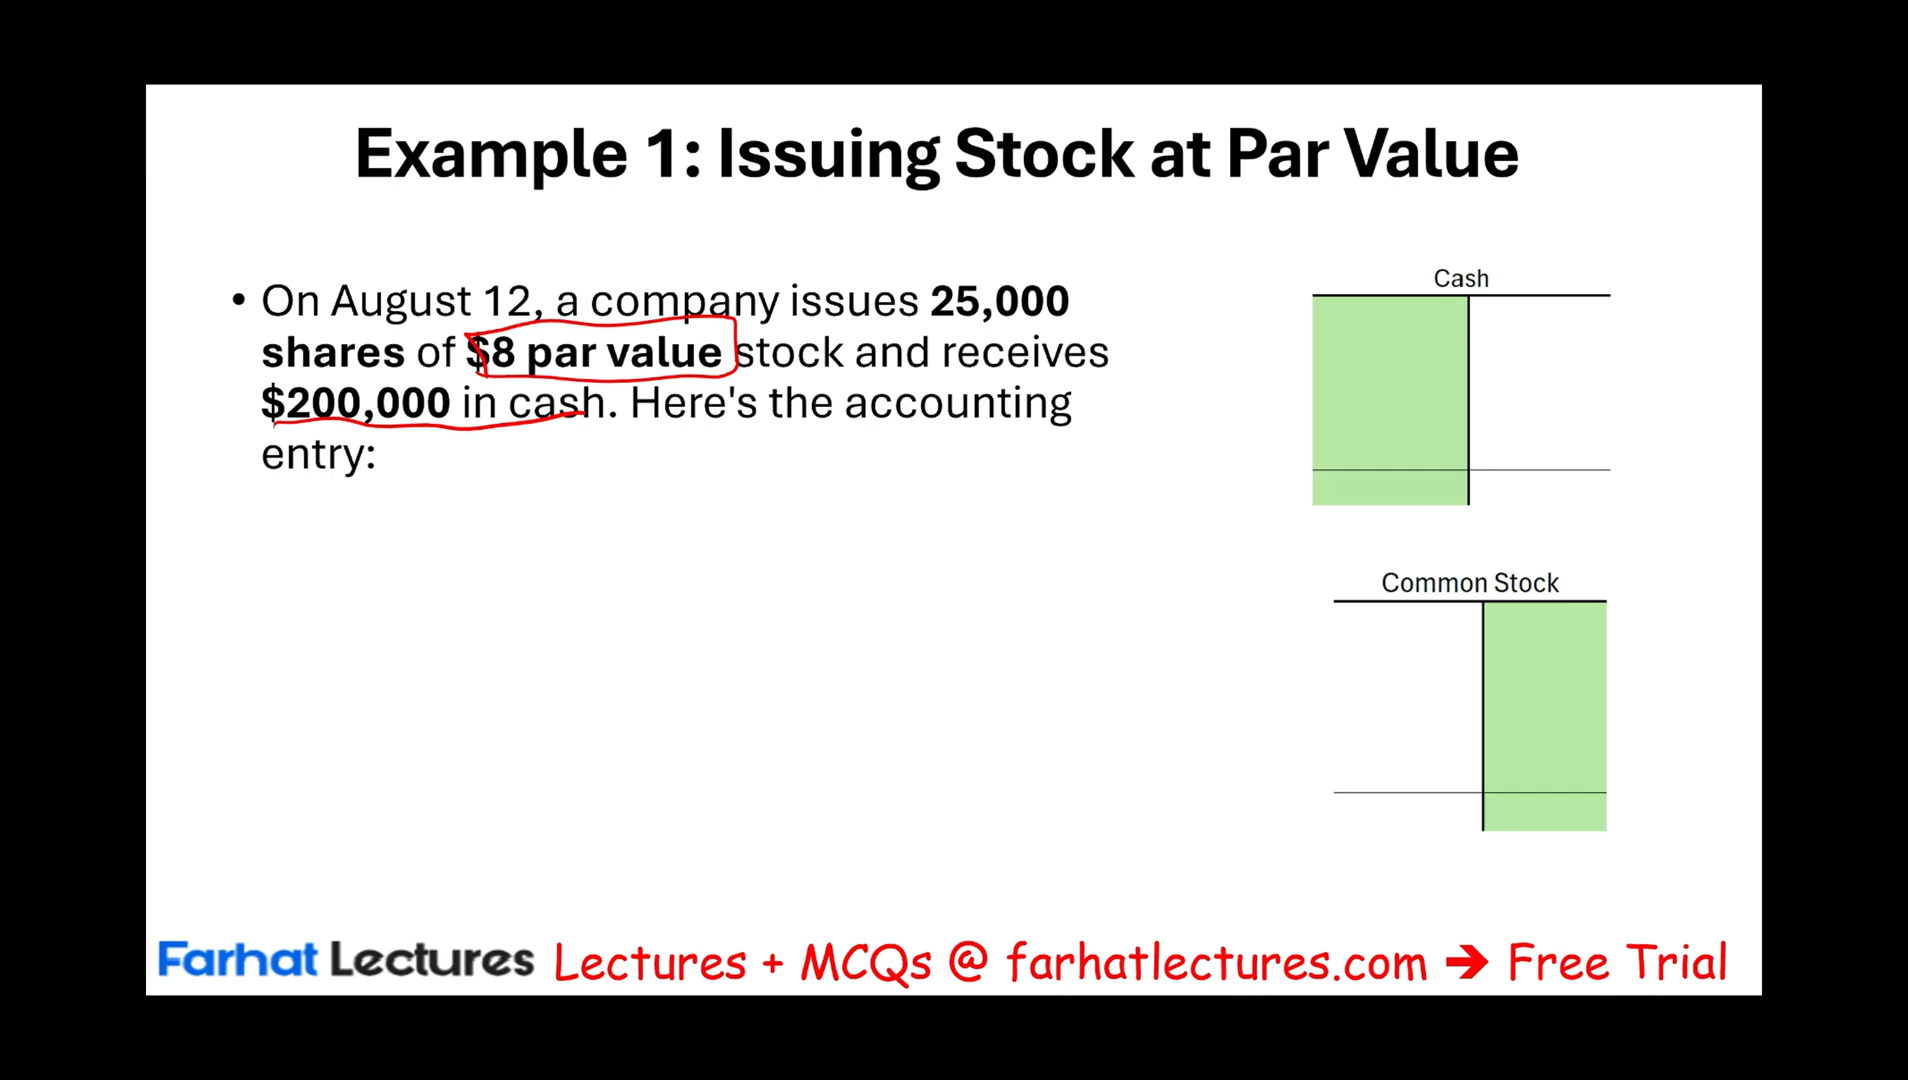 Example 1: Issuing Stock at Par Value
• On August 12, a company issues 25,000
shares of $8 par value stock and receives
$200,000 in cash. Here's the accounting
entry:
Cash
Common Stock
Farhat Lectures Lectures + MCQs @ farhatlectures.com ➔ Free Trial